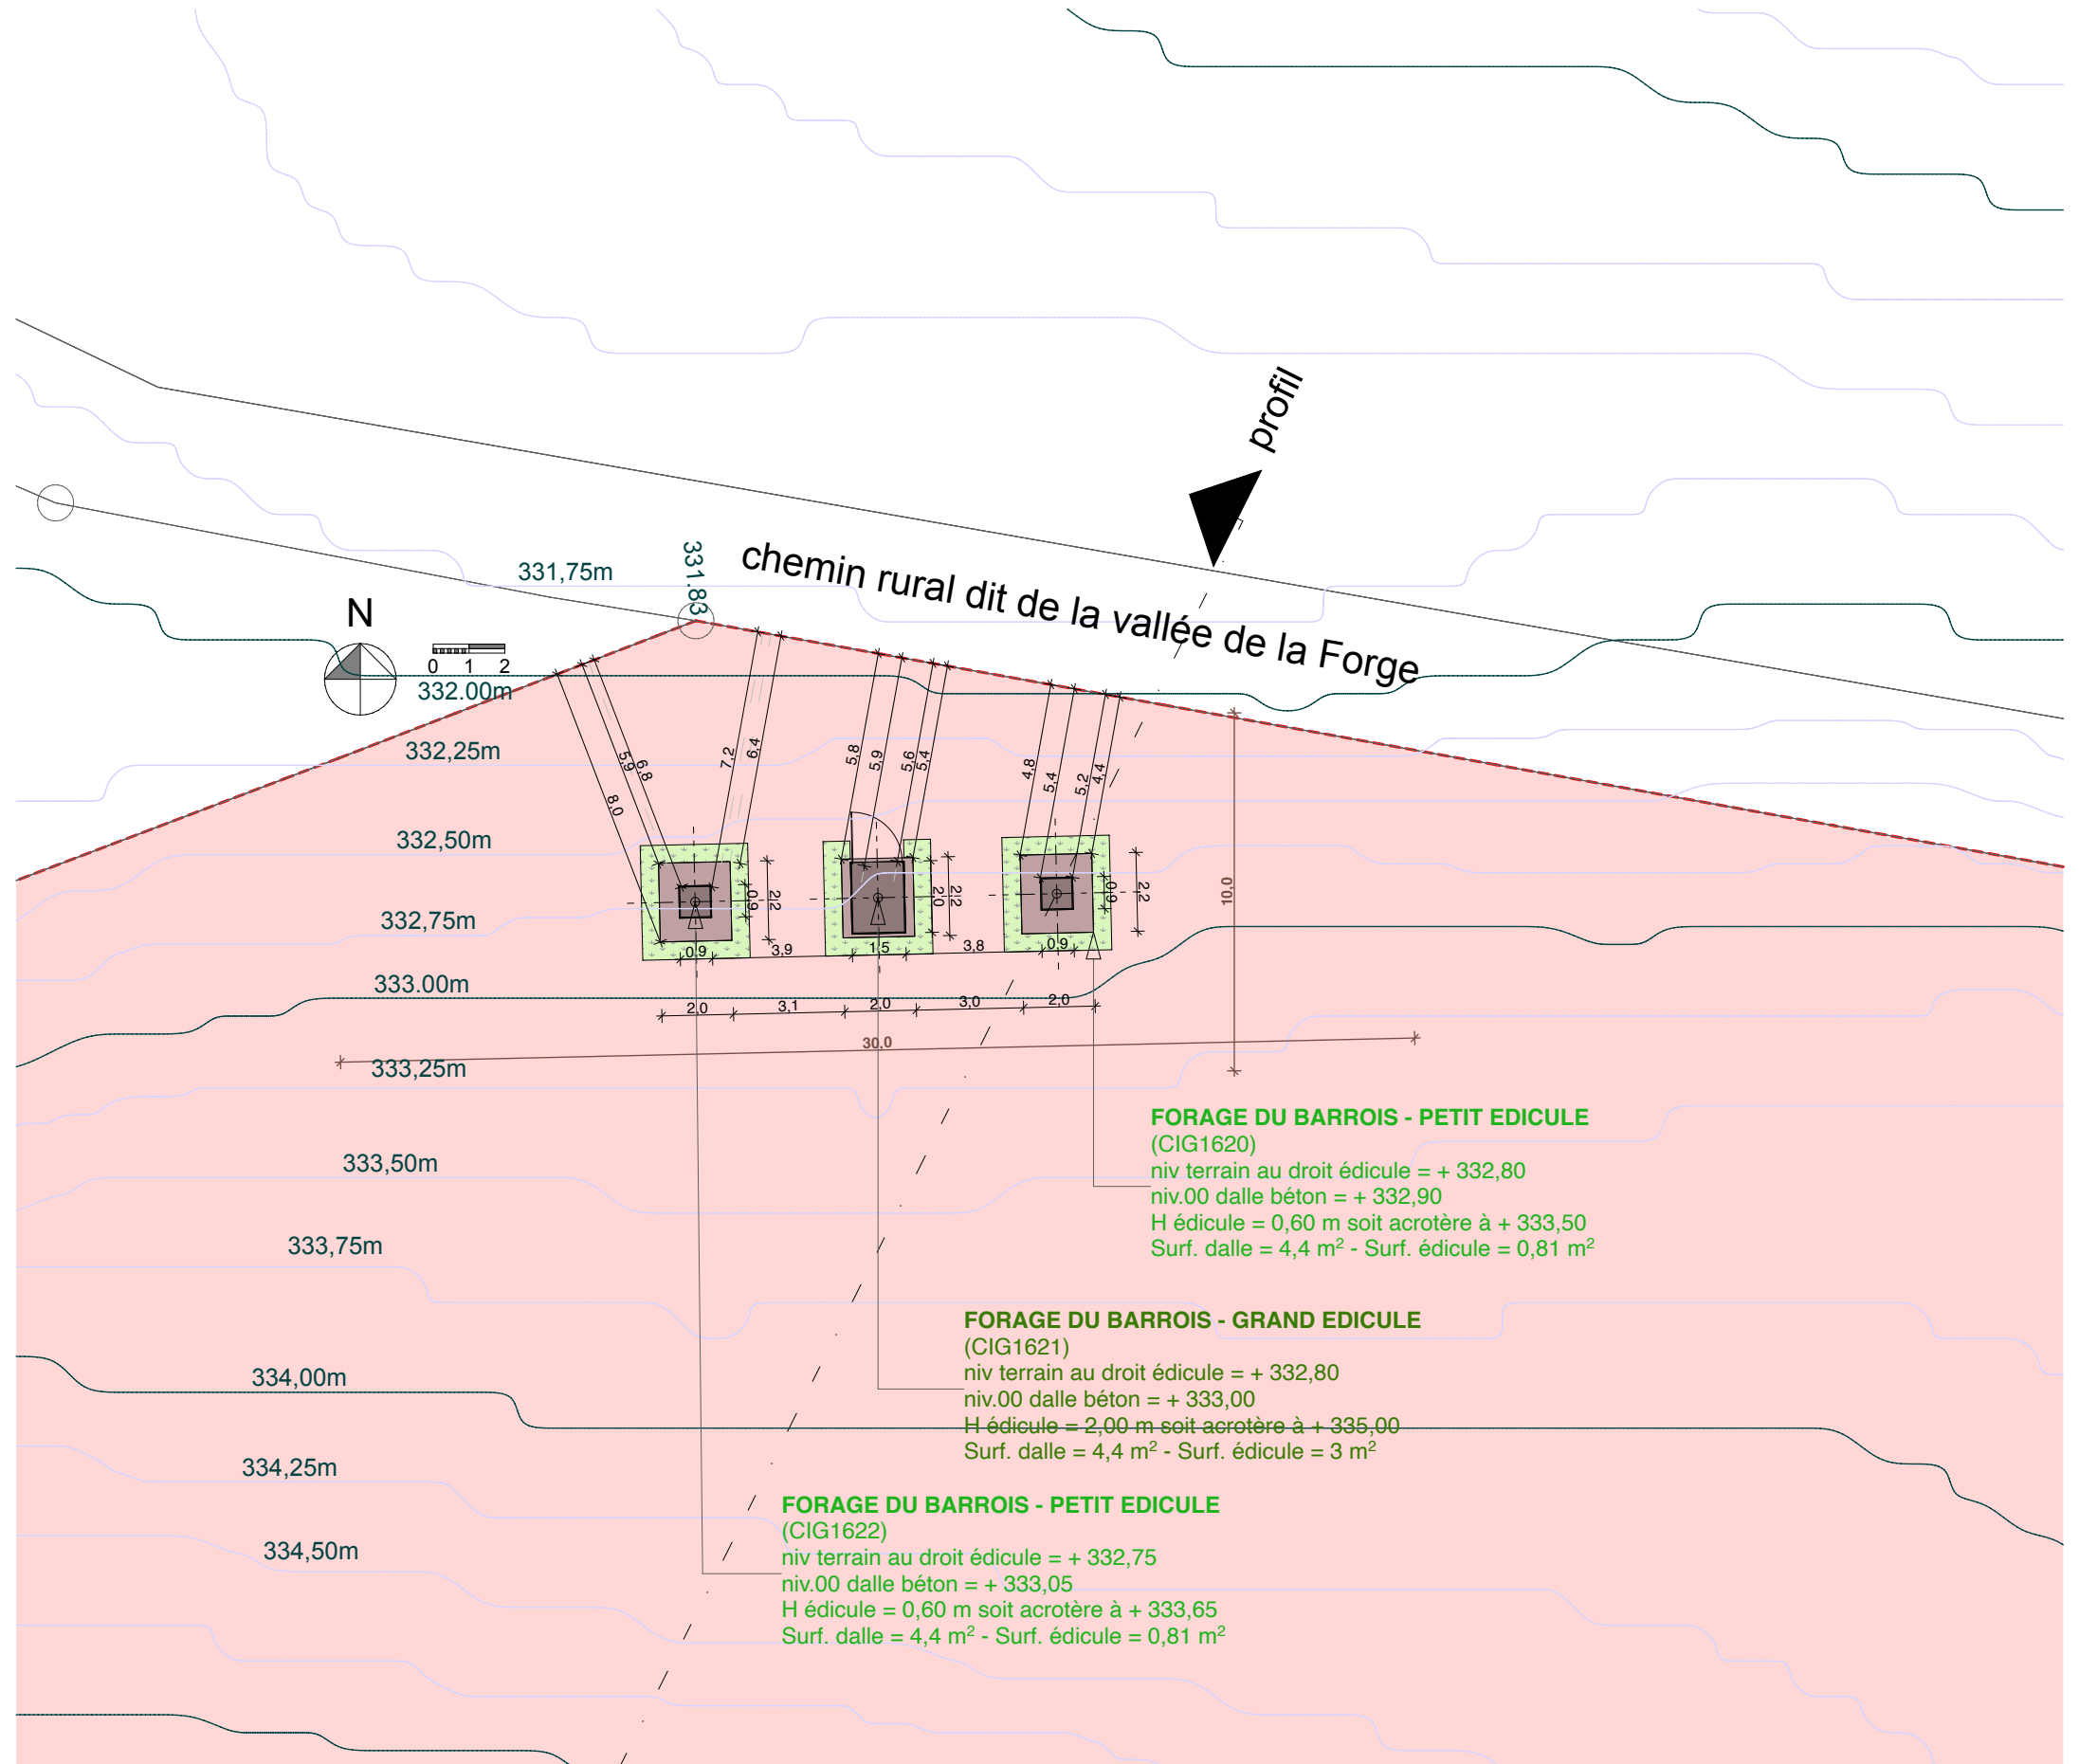 profil
331,75m
331.83
chemin rural dit de la vallée de la Forge
N
0 1 2
332.00m
332,25m
5,9
6,8
8,0
7,2
6,4
5,8
5,9
5,6
5,4
4,8
5,4
5,2
4,4
332,50m
10,0
0,9
2,2
2,0
2,2
0,9
2,2
332,75m
0,9
3,9
1,5
3,8
0,9
333.00m
2,0
3,1
2,0
3,0
2,0
30,0
333,25m
FORAGE DU BARROIS - PETIT EDICULE
(CIG1620)
niv terrain au droit édicule = + 332,80
niv.00 dalle béton = + 332,90
H édicule = 0,60 m soit acrotère à + 333,50
Surf. dalle = 4,4 m² - Surf. édicule = 0,81 m²
333,50m
333,75m
FORAGE DU BARROIS - GRAND EDICULE
(CIG1621)
niv terrain au droit édicule = + 332,80
niv.00 dalle béton = + 333,00
H édicule = 2,00 m soit acrotère à + 335,00
Surf. dalle = 4,4 m² - Surf. édicule = 3 m²
334,00m
334,25m
FORAGE DU BARROIS - PETIT EDICULE
(CIG1622)
niv terrain au droit édicule = + 332,75
niv.00 dalle béton = + 333,05
H édicule = 0,60 m soit acrotère à + 333,65
Surf. dalle = 4,4 m² - Surf. édicule = 0,81 m²
334,50m